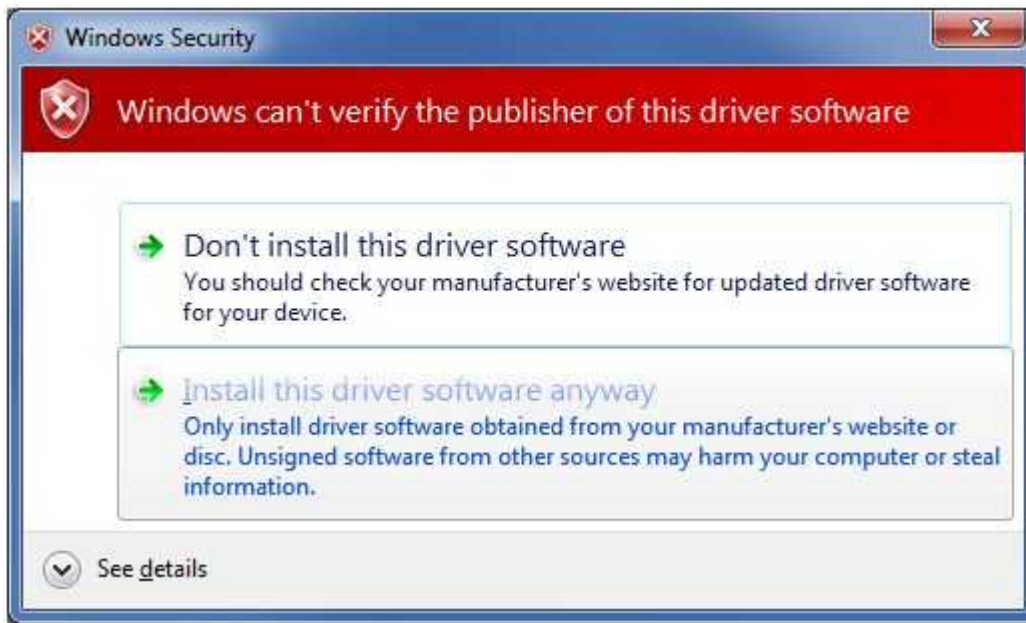 Windows Security
Windows can't verify the publisher of this driver software
Don't install this driver software
You should check your manufacturer's website for updated driver software
for your device.
Install this driver software anyway
Only install driver software obtained from your manufacturer's website or
disc. Unsigned software from other sources may harm your computer or steal
information.
See details